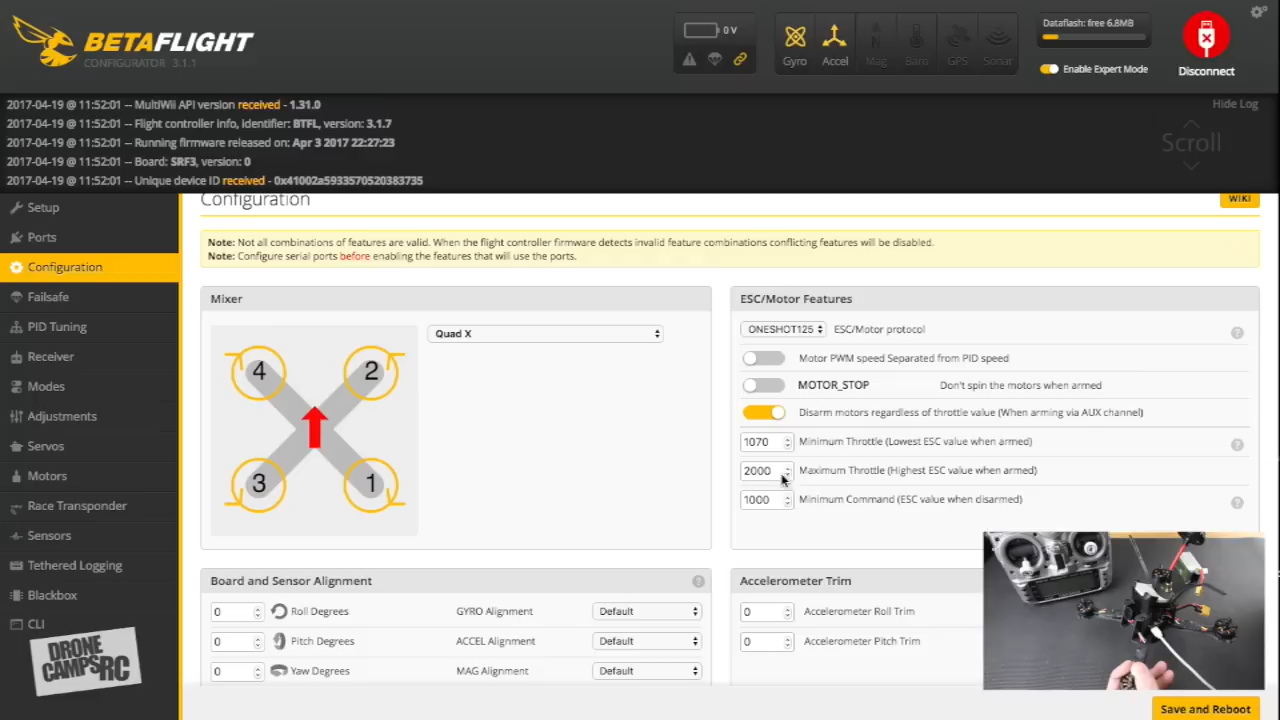 BETAFLIGHT
CONFIGURATOR 3.1.1
0 V
Gyro Accel Mag Baro GPS Sonar
Dataflash: free 6.8MB
Enable Expert Mode
Disconnect
2017-04-19 @ 11:52:01 -- MultiWii API version received - 1.31.0
Hide Log
2017-04-19 @ 11:52:01 -- Flight controller info, identifier: BTFL, version: 3.1.7
2017-04-19 @ 11:52:01 -- Running firmware released on: Apr 3 2017 22:27:23
Scroll
2017-04-19 @ 11:52:01 -- Board: SRF3, version: 0
2017-04-19 @ 11:52:01 -- Unique device ID received - 0x41002a5933570520383735
Setup
Ports
Configuration
Failsafe
PID Tuning
Receiver
Modes
Adjustments
Servos
Motors
Race Transponder
Sensors
Tethered Logging
Blackbox
CLI
DRONE
CAMPSRC
Configuration
WIKI
Note: Not all combinations of features are valid. When the flight controller firmware detects invalid feature combinations conflicting features will be disabled.
Note: Configure serial ports before enabling the features that will use the ports.
Mixer
Quad X
4 2
3 1
ESC/Motor Features
ONESHOT125 ESC/Motor protocol ?
Motor PWM speed Separated from PID speed
MOTOR_STOP Don't spin the motors when armed
Disarm motors regardless of throttle value (When arming via AUX channel)
1070 Minimum Throttle (Lowest ESC value when armed) ?
2000 Maximum Throttle (Highest ESC value when armed)
1000 Minimum Command (ESC value when disarmed) ?
Board and Sensor Alignment ?
0 Roll Degrees GYRO Alignment Default
0 Pitch Degrees ACCEL Alignment Default
0 Yaw Degrees MAG Alignment Default
Accelerometer Trim
0 Accelerometer Roll Trim
0 Accelerometer Pitch Trim
Save and Reboot